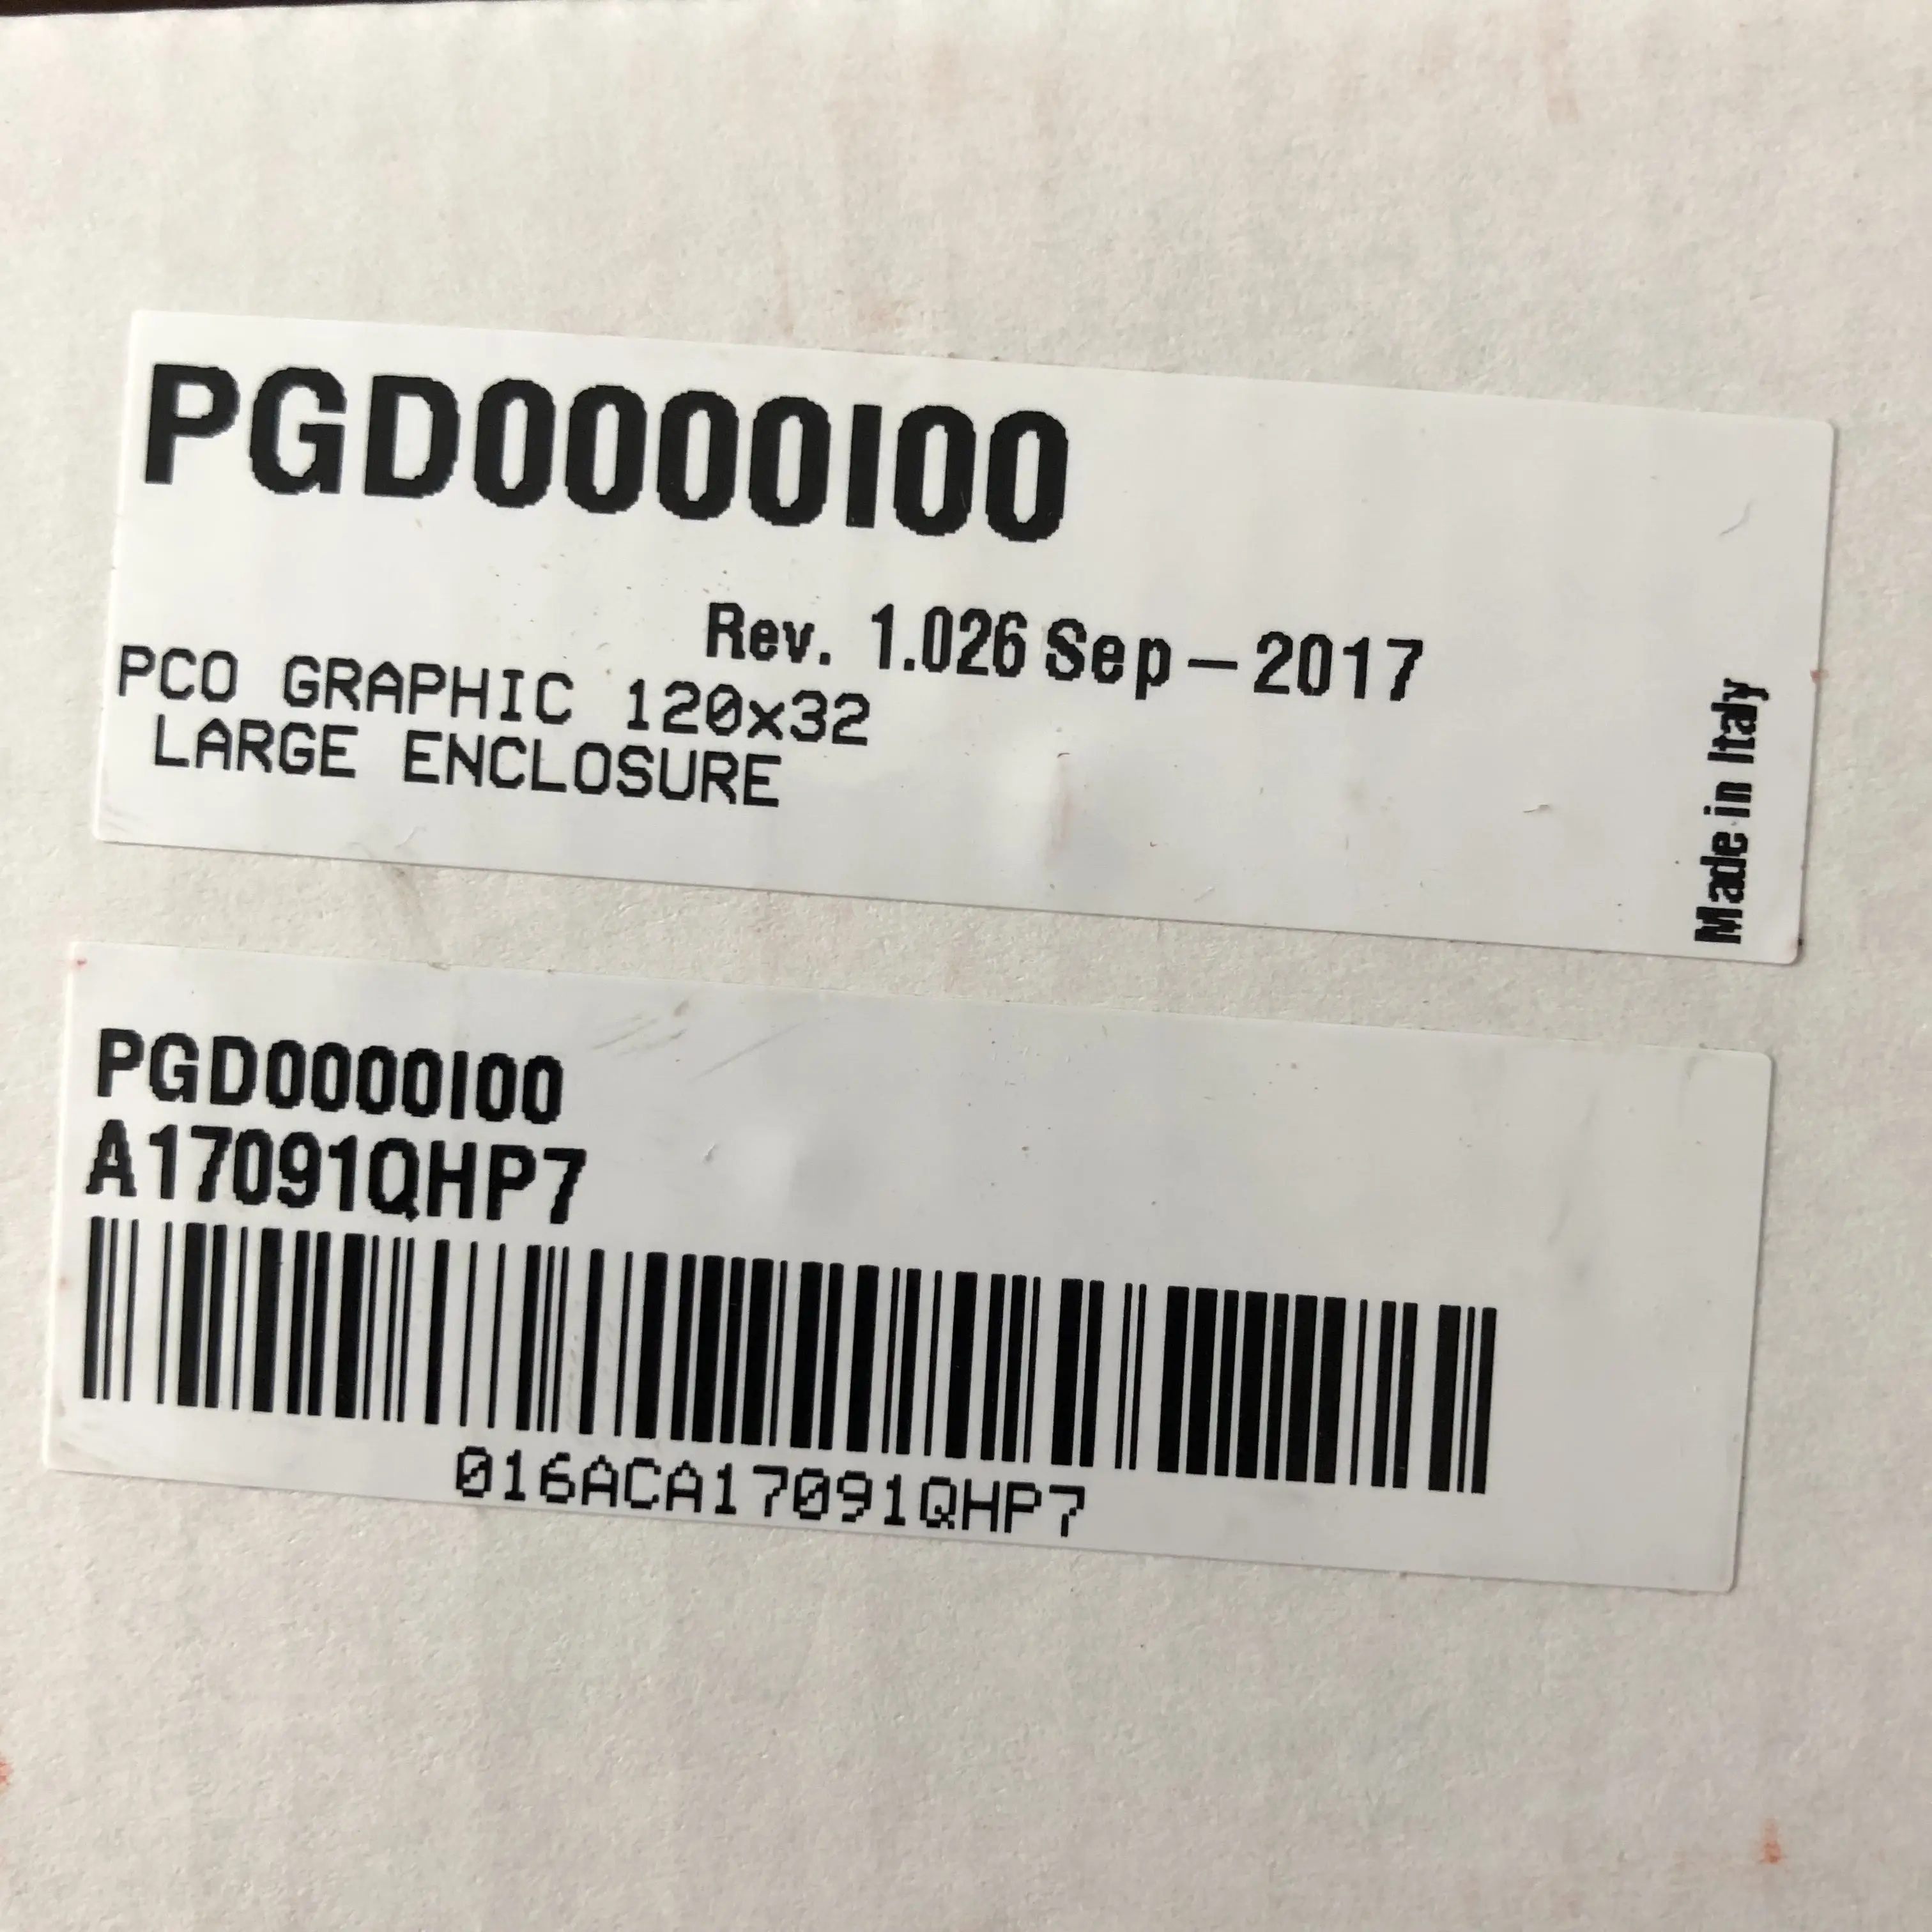 PGD0000I00
Rev. 1.026 Sep-2017
PCO GRAPHIC 120x32
LARGE ENCLOSURE
Made in Italy
PGD0000I00
A17091QHP7
016ACA17091QHP7